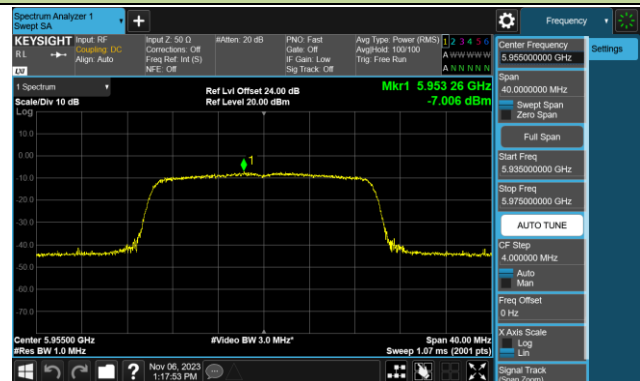 Spectrum Analyzer 1
Swept SA
Frequency
KEYSIGHT
Input: RF
Coupling: DC
Align: Auto
Input Z: 50 Ω
Corrections: Off
Freq Ref: Int (S)
NFE: Off
#Atten: 20 dB
PNO: Fast
Gate: Off
IF Gain: Low
Sig Track: Off
Avg Type: Power (RMS)
Avg|Hold: 100/100
Trig: Free Run
1 2 3 4 5 6
A W W W W W
A N N N N N
RL
LXI
1 Spectrum
Scale/Div 10 dB
Log
Ref Lvl Offset 24.00 dB
Ref Level 20.00 dBm
Mkr1 5.953 26 GHz
-7.006 dBm
1
10.0
0.00
-10.0
-20.0
-30.0
-40.0
-50.0
-60.0
-70.0
Center 5.95500 GHz
#Res BW 1.0 MHz
#Video BW 3.0 MHz*
Span 40.00 MHz
Sweep 1.07 ms (2001 pts)
Nov 06, 2023
1:17:53 PM
Center Frequency
5.955000000 GHz
Settings
Span
40.0000000 MHz
Swept Span
Zero Span
Full Span
Start Freq
5.935000000 GHz
Stop Freq
5.975000000 GHz
AUTO TUNE
CF Step
4.000000 MHz
Auto
Man
Freq Offset
0 Hz
X Axis Scale
Log
Lin
Signal Track
(Span Zoom)